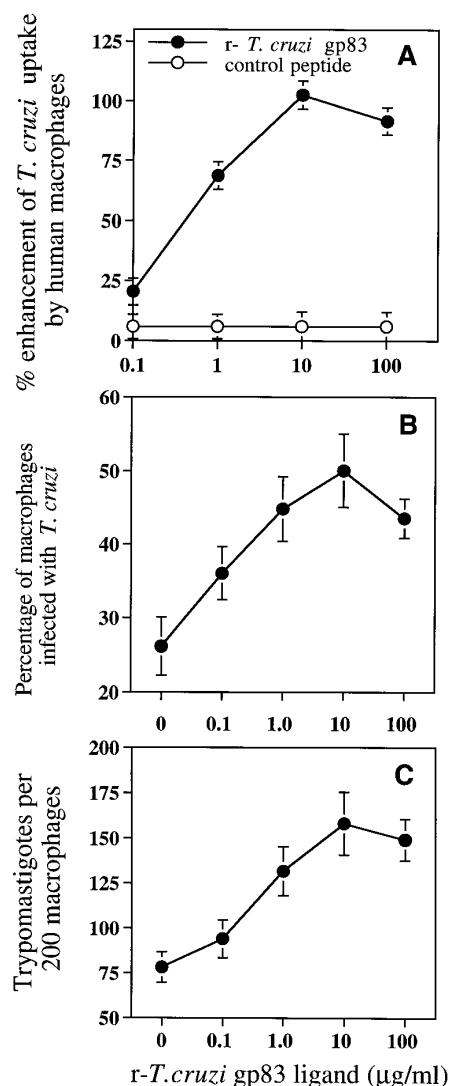 r- T. cruzi gp83
control peptide
A
% enhancement of T. cruzi uptake
by human macrophages
125
100
75
50
25
0
0.1 1 10 100
B
Percentage of macrophages
infected with T. cruzi
60
50
40
30
20
0 0.1 1.0 10 100
C
Trypomastigotes per
200 macrophages
200
175
150
125
100
75
50
0 0.1 1.0 10 100
r-T.cruzi gp83 ligand (µg/ml)